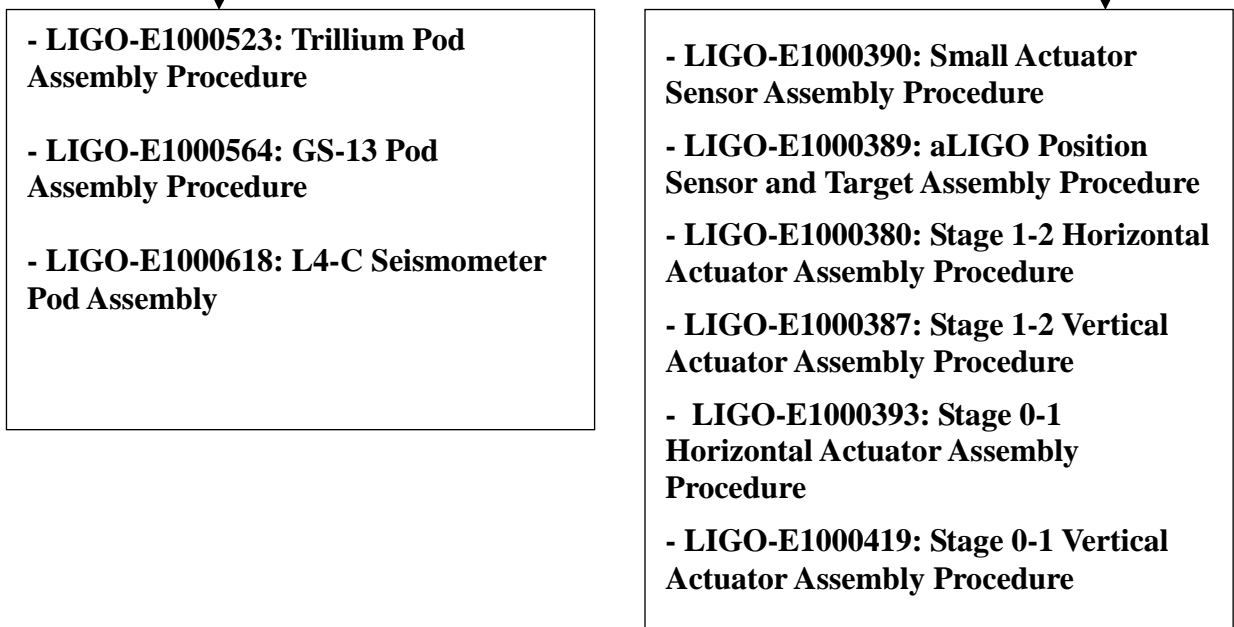 - LIGO-E1000523: Trillium Pod
Assembly Procedure
- LIGO-E1000564: GS-13 Pod
Assembly Procedure
- LIGO-E1000618: L4-C Seismometer
Pod Assembly
- LIGO-E1000390: Small Actuator
Sensor Assembly Procedure
- LIGO-E1000389: aLIGO Position
Sensor and Target Assembly Procedure
- LIGO-E1000380: Stage 1-2 Horizontal
Actuator Assembly Procedure
- LIGO-E1000387: Stage 1-2 Vertical
Actuator Assembly Procedure
- LIGO-E1000393: Stage 0-1
Horizontal Actuator Assembly
Procedure
- LIGO-E1000419: Stage 0-1 Vertical
Actuator Assembly Procedure